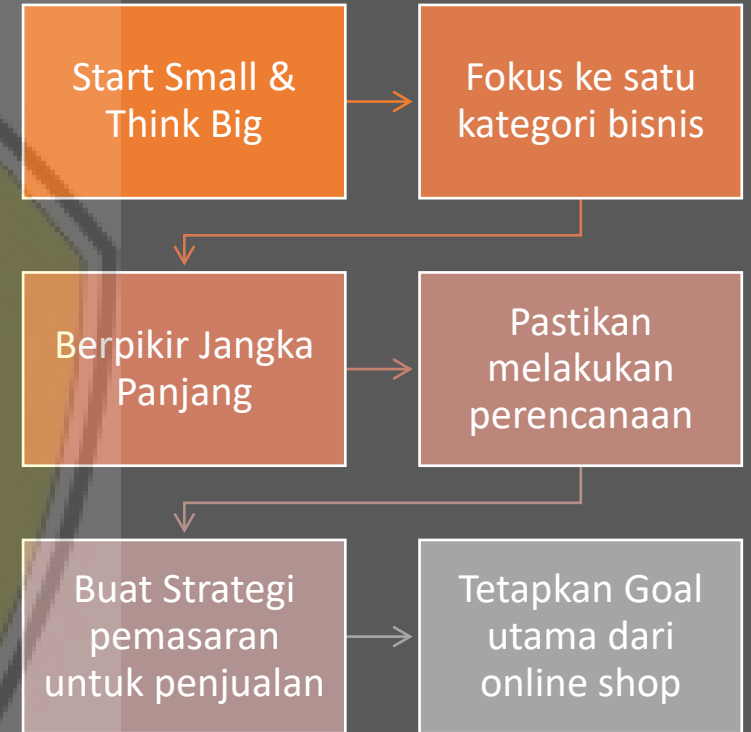 Start Small &
Think Big
Fokus ke satu
kategori bisnis
Berpikir Jangka
Panjang
Pastikan
melakukan
perencanaan
Buat Strategi
pemasaran
untuk penjualan
Tetapkan Goal
utama dari
online shop